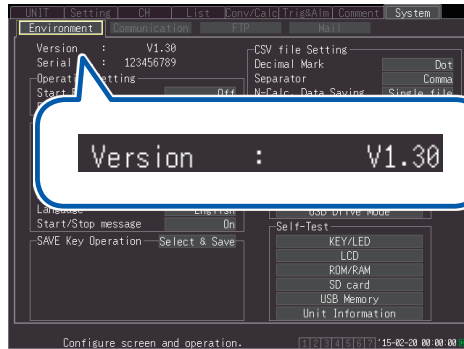 UNIT Setting CH List Conv/Calc Trig&Alm Comment System
Environment Communication FTP Mail
Version : V1.30
Serial : 123456789
Start Off
CSV file Setting
Decimal Mark Dot
Separator Comma
N-Calc. Data Saving Single file
Version : V1.30
Language English
Start/Stop message On
SAVE Key Operation Select & Save
USB Drive Mode
Self-Test
KEY/LED
LCD
ROM/RAM
SD card
USB Memory
Unit Information
Configure screen and operation.
1 2 3 4 5 6 7 '15-02-20 00:00:00